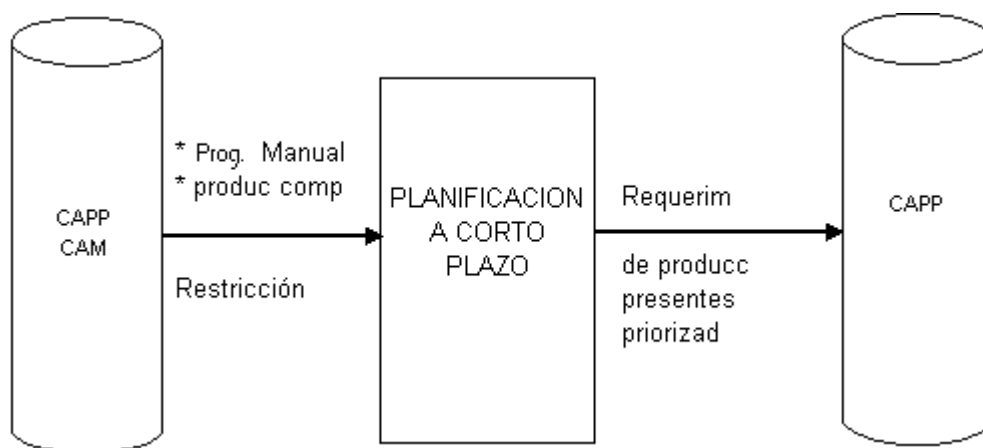 CAPP
CAM
* Prog. Manual
* produc comp
Restricción
PLANIFICACION
A CORTO
PLAZO
Requerim
de producc
presentes
priorizad
CAPP